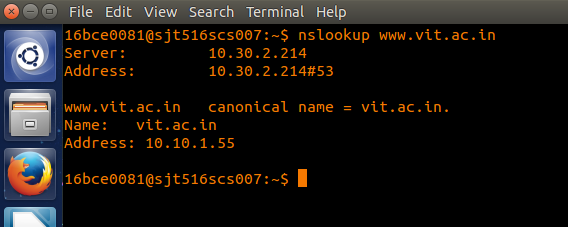 File Edit View Search Terminal Help
16bce0081@sjt516scs007:~$ nslookup www.vit.ac.in
Server:         10.30.2.214
Address:        10.30.2.214#53
www.vit.ac.in   canonical name = vit.ac.in.
Name:   vit.ac.in
Address: 10.10.1.55
16bce0081@sjt516scs007:~$